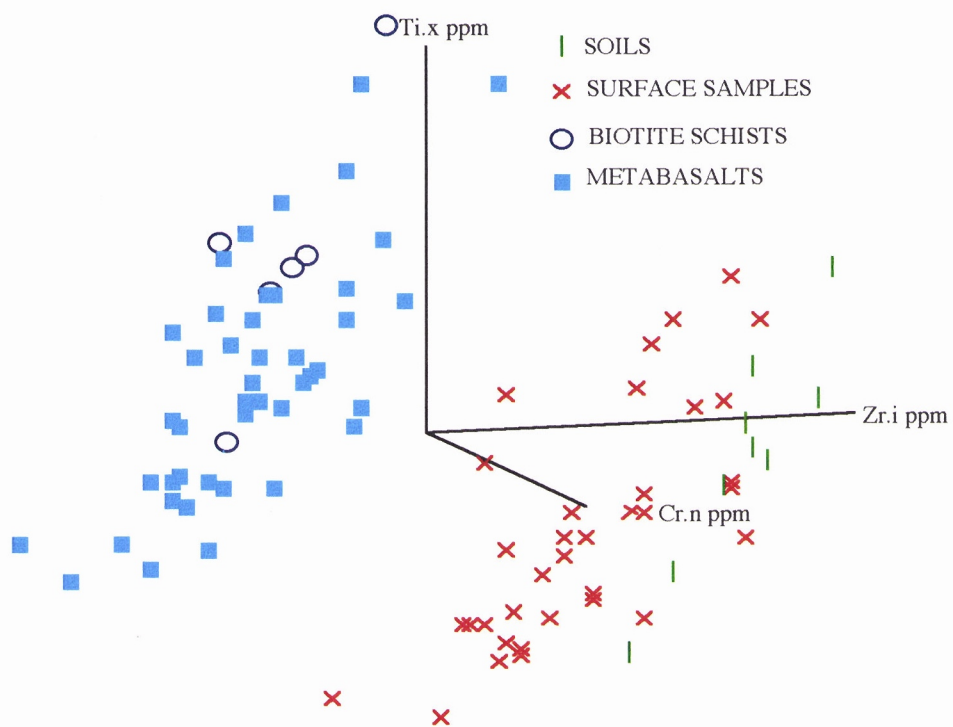 Ti.x ppm
SOILS
SURFACE SAMPLES
BIOTITE SCHISTS
METABASALTS
Zr.i ppm
Cr.n ppm